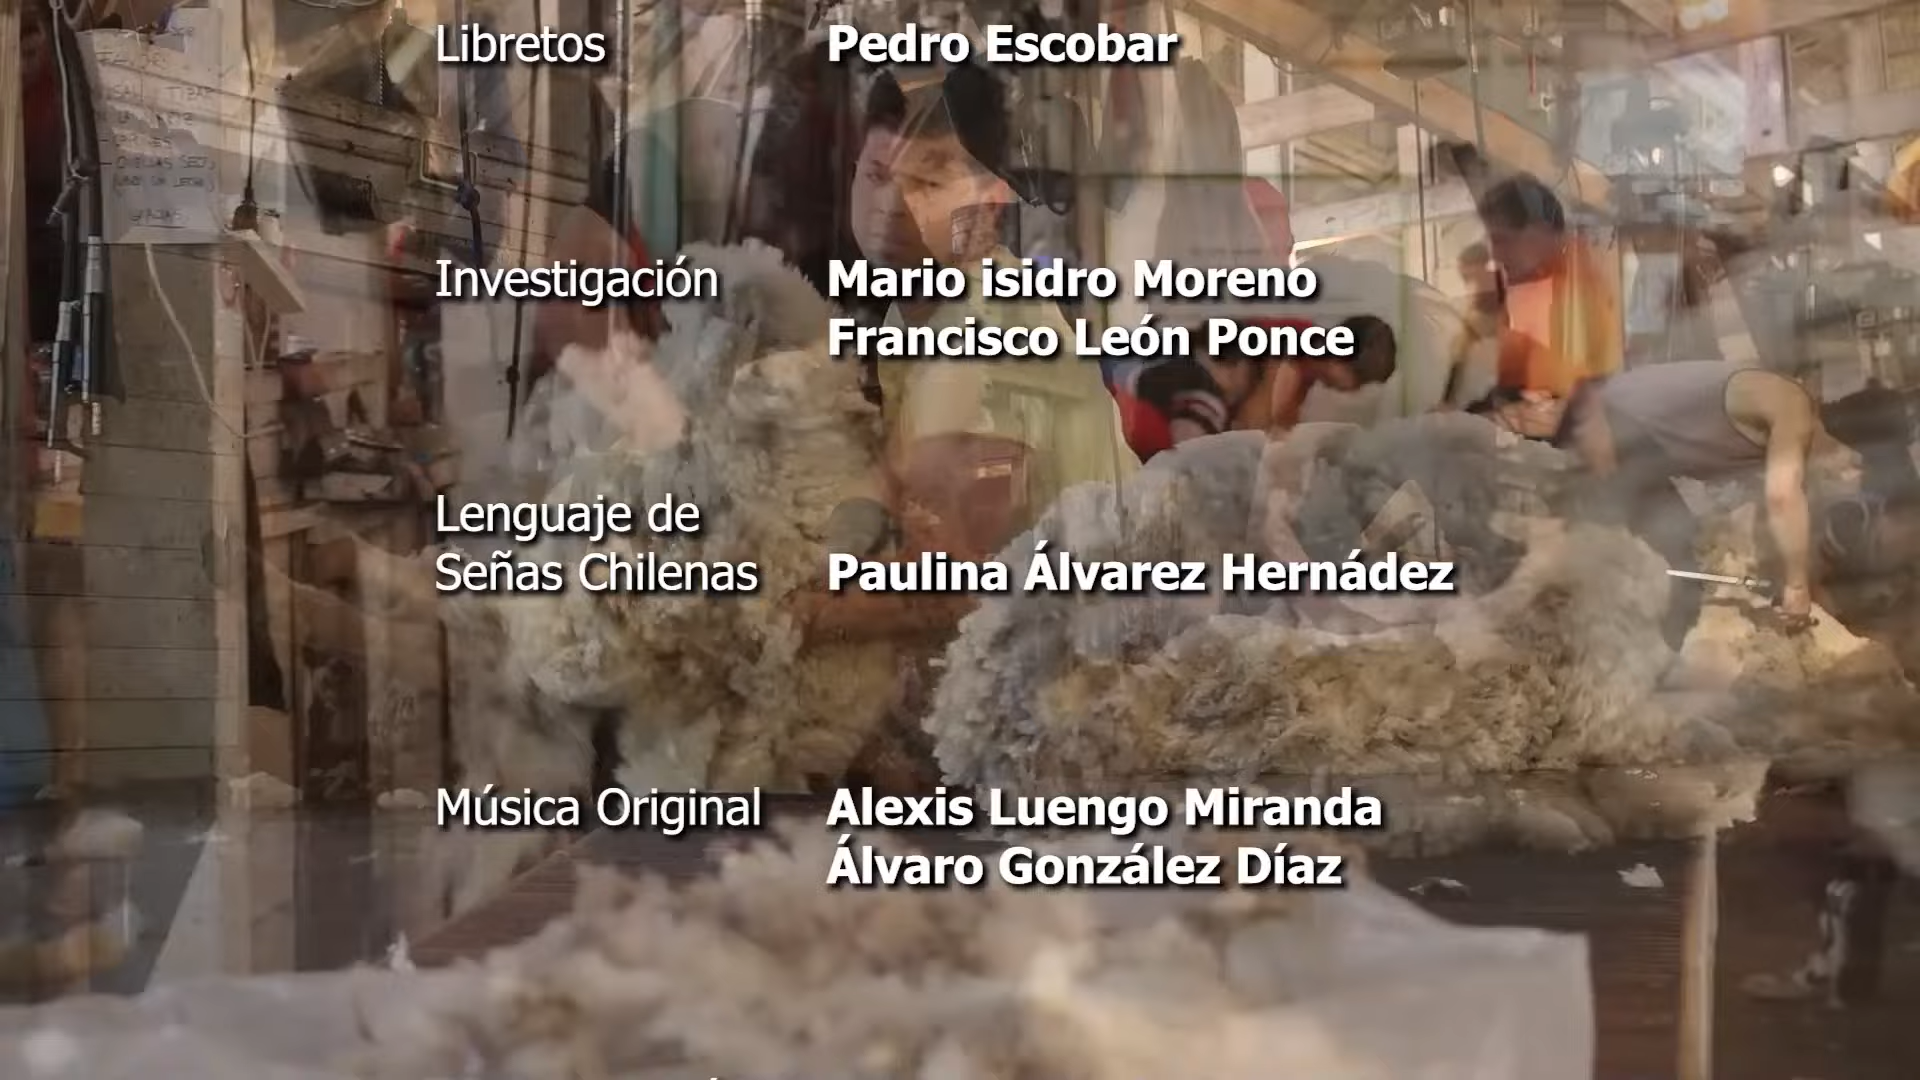 Libretos Pedro Escobar
Investigación Mario isidro Moreno
Francisco León Ponce
Lenguaje de
Señas Chilenas Paulina Álvarez Hernádez
Música Original Alexis Luengo Miranda
Álvaro González Díaz